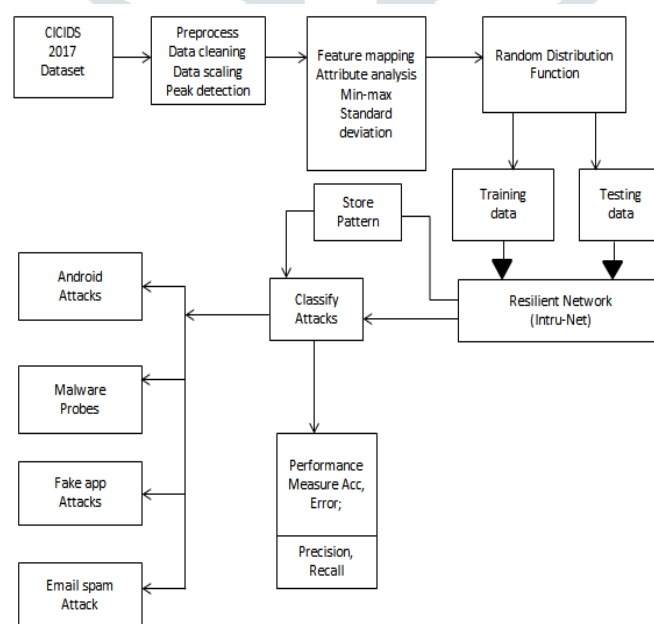 CICIDS
2017
Dataset
Preprocess
Data cleaning
Data scaling
Peak detection
Feature mapping
Attribute analysis
Min-max
Standard
deviation
Random Distribution
Function
Training
data
Testing
data
Store
Pattern
Android
Attacks
Classify
Attacks
Resilient Network
(Intru-Net)
Malware
Probes
Performance
Measure Acc,
Error;
Precision,
Recall
Fake app
Attacks
Email spam
Attack